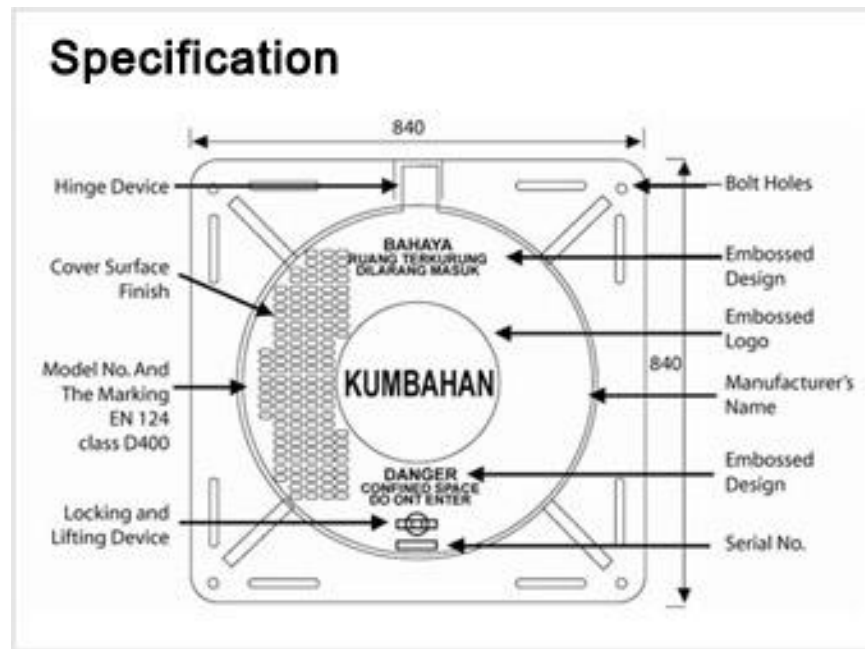 Specification
840
Hinge Device
Bolt Holes
BAHAYA
RUANG TERKURUNG
DILARANG MASUK
Embossed
Design
Cover Surface
Finish
Embossed
Logo
840
Model No. And
The Marking
EN 124
class D400
KUMBAHAN
Manufacturer's
Name
DANGER
CONFINED SPACE
DO ONT ENTER
Embossed
Design
Locking and
Lifting Device
Serial No.